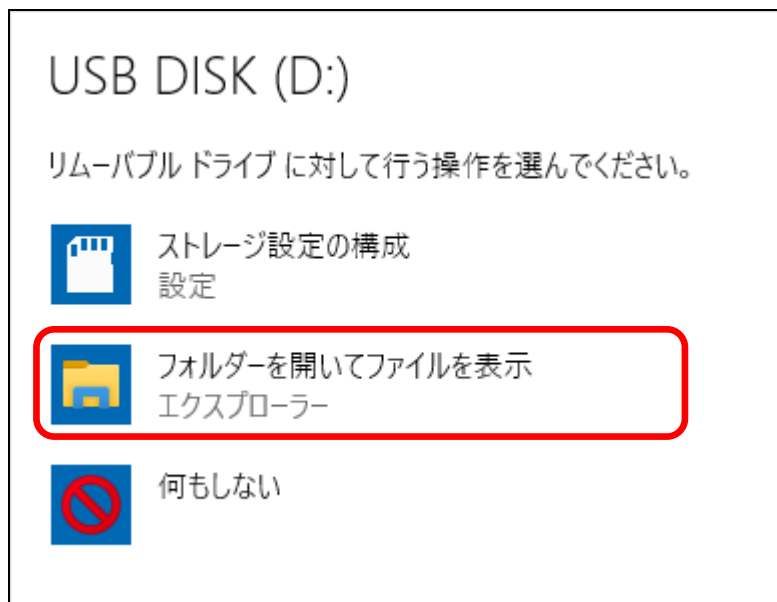 USB DISK (D:)
リムーバブル ドライブ に対して行う操作を選んでください。
ストレージ設定の構成
設定
フォルダーを開いてファイルを表示
エクスプローラー
何もしない